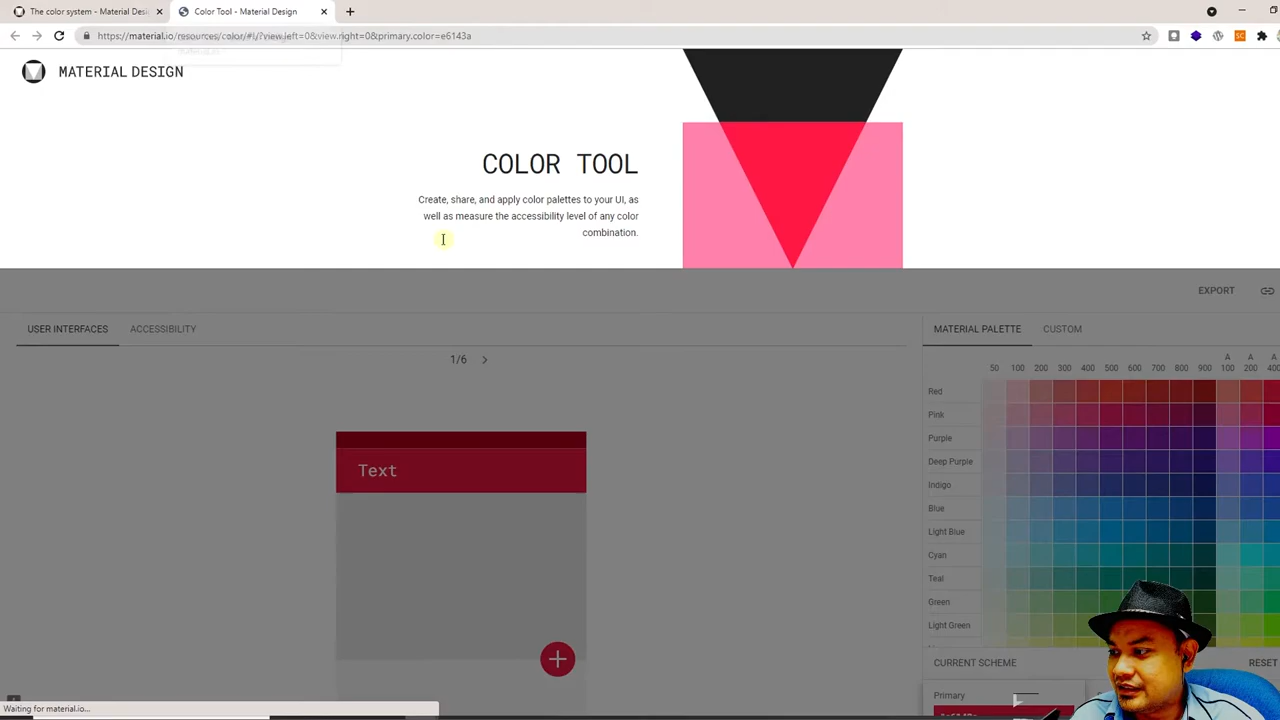 The color system - Material Desi
Color Tool - Material Design
https://material.io/resources/color/#!/?view.left=0&view.right=0&primary.color=e6143a
MATERIAL DESIGN
COLOR TOOL
Create, share, and apply color palettes to your UI, as
well as measure the accessibility level of any color
combination.
EXPORT
USER INTERFACES ACCESSIBILITY
MATERIAL PALETTE CUSTOM
1/6
A A A
50 100 200 300 400 500 600 700 800 900 100 200 400
Red
Pink
Purple
Deep Purple
Indigo
Blue
Light Blue
Cyan
Teal
Green
Light Green
Text
CURRENT SCHEME RESET
Primary
Waiting for material.io...